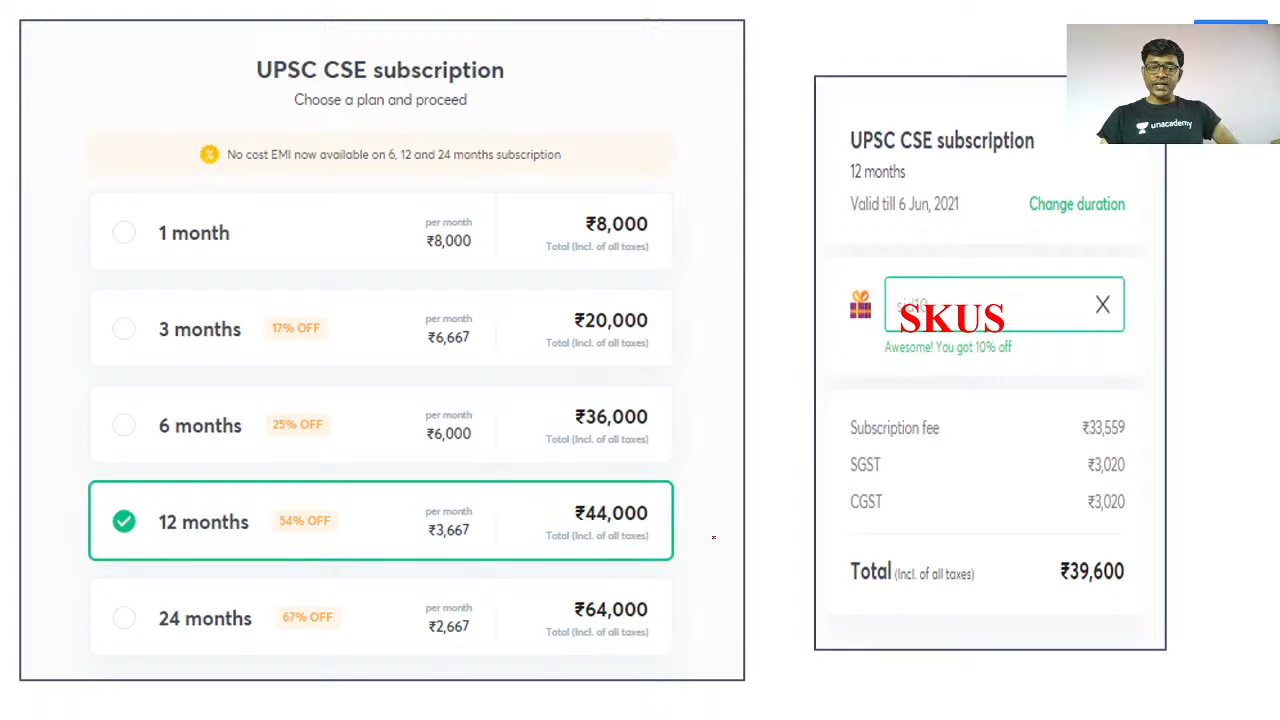 UPSC CSE subscription
Choose a plan and proceed
No cost EMI now available on 6, 12 and 24 months subscription
1 month
per month
₹8,000
₹8,000
Total (Incl. of all taxes)
3 months
17% OFF
per month
₹6,667
₹20,000
Total (Incl. of all taxes)
6 months
25% OFF
per month
₹6,000
₹36,000
Total (Incl. of all taxes)
12 months
54% OFF
per month
₹3,667
₹44,000
Total (Incl. of all taxes)
24 months
67% OFF
per month
₹2,667
₹64,000
Total (Incl. of all taxes)
unacademy
UPSC CSE subscription
12 months
Valid till 6 Jun, 2021
Change duration
SKUS
X
Awesome! You got 10% off
Subscription fee
₹33,559
SGST
₹3,020
CGST
₹3,020
Total (Incl. of all taxes)
₹39,600